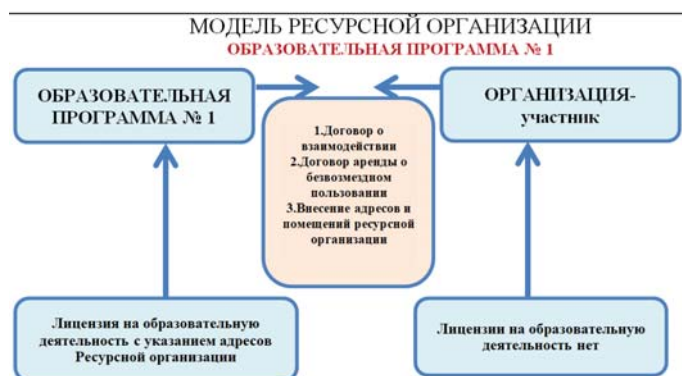 МОДЕЛЬ РЕСУРСНОЙ ОРГАНИЗАЦИИ
ОБРАЗОВАТЕЛЬНАЯ ПРОГРАММА № 1
ОБРАЗОВАТЕЛЬНАЯ
ПРОГРАММА № 1
1.Договор о
взаимодействии
2.Договор аренды о
безвозмездном
пользовании
3.Внесение адресов и
помещений ресурсной
организации
ОРГАНИЗАЦИЯ-
участник
Лицензия на образовательную
деятельность с указанием адресов
Ресурсной организации
Лицензии на образовательную
деятельность нет